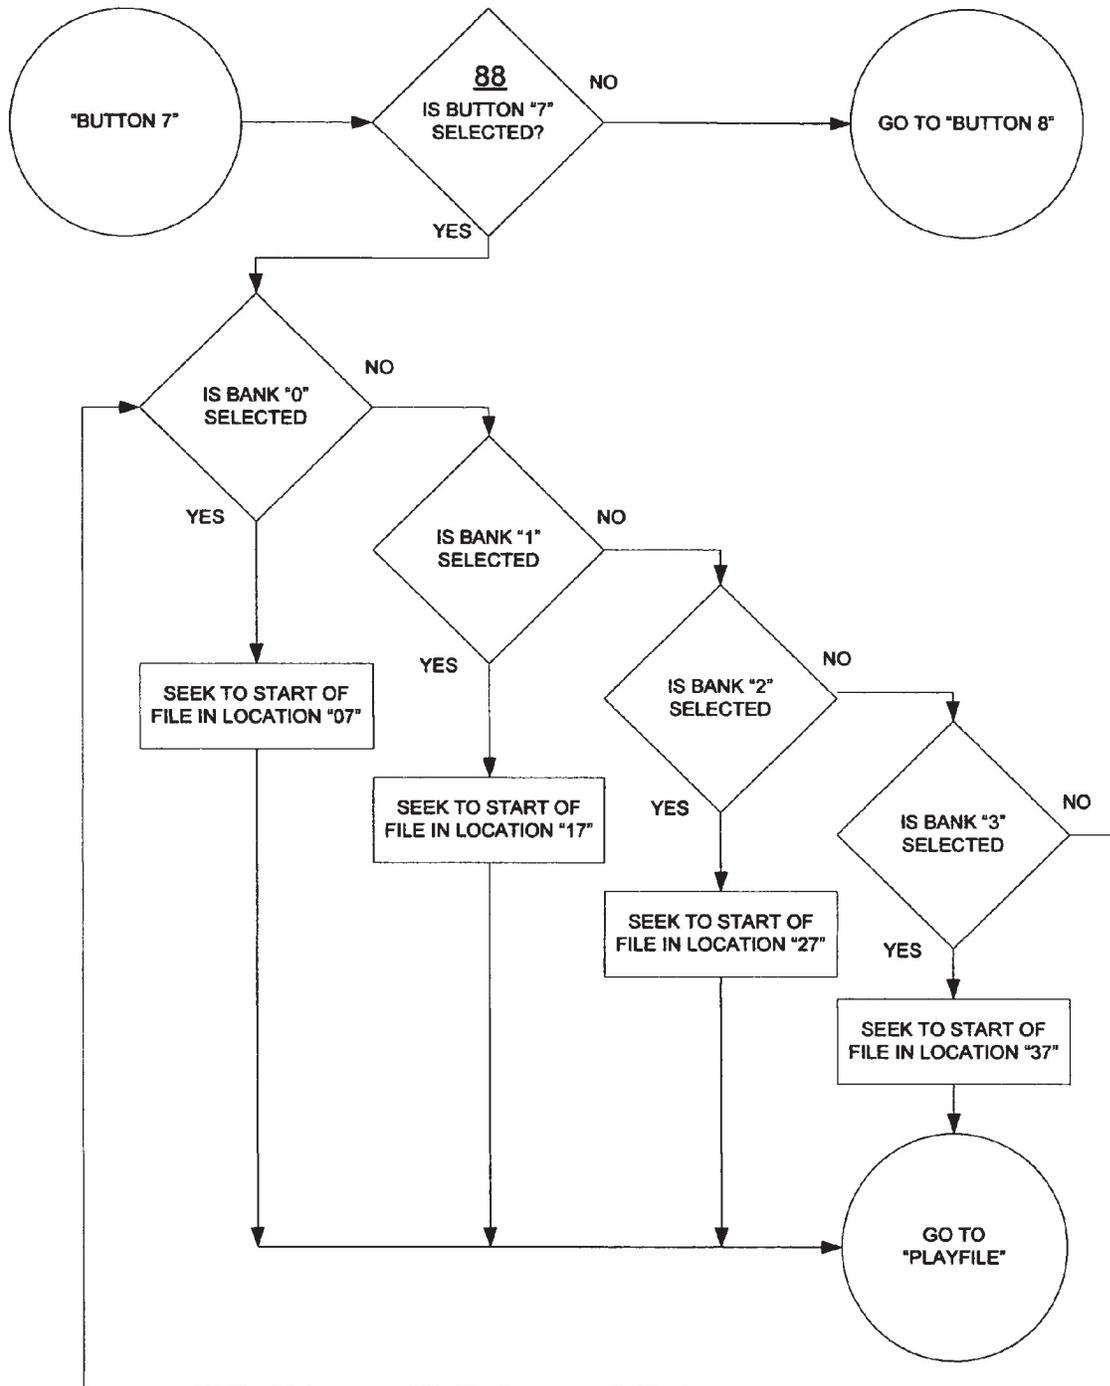 "BUTTON 7"
88
IS BUTTON "7"
SELECTED?
NO
GO TO "BUTTON 8"
YES
IS BANK "0"
SELECTED
NO
YES
IS BANK "1"
SELECTED
NO
YES
SEEK TO START OF
FILE IN LOCATION "07"
IS BANK "2"
SELECTED
NO
YES
SEEK TO START OF
FILE IN LOCATION "17"
IS BANK "3"
SELECTED
NO
YES
SEEK TO START OF
FILE IN LOCATION "27"
SEEK TO START OF
FILE IN LOCATION "37"
GO TO
"PLAYFILE"